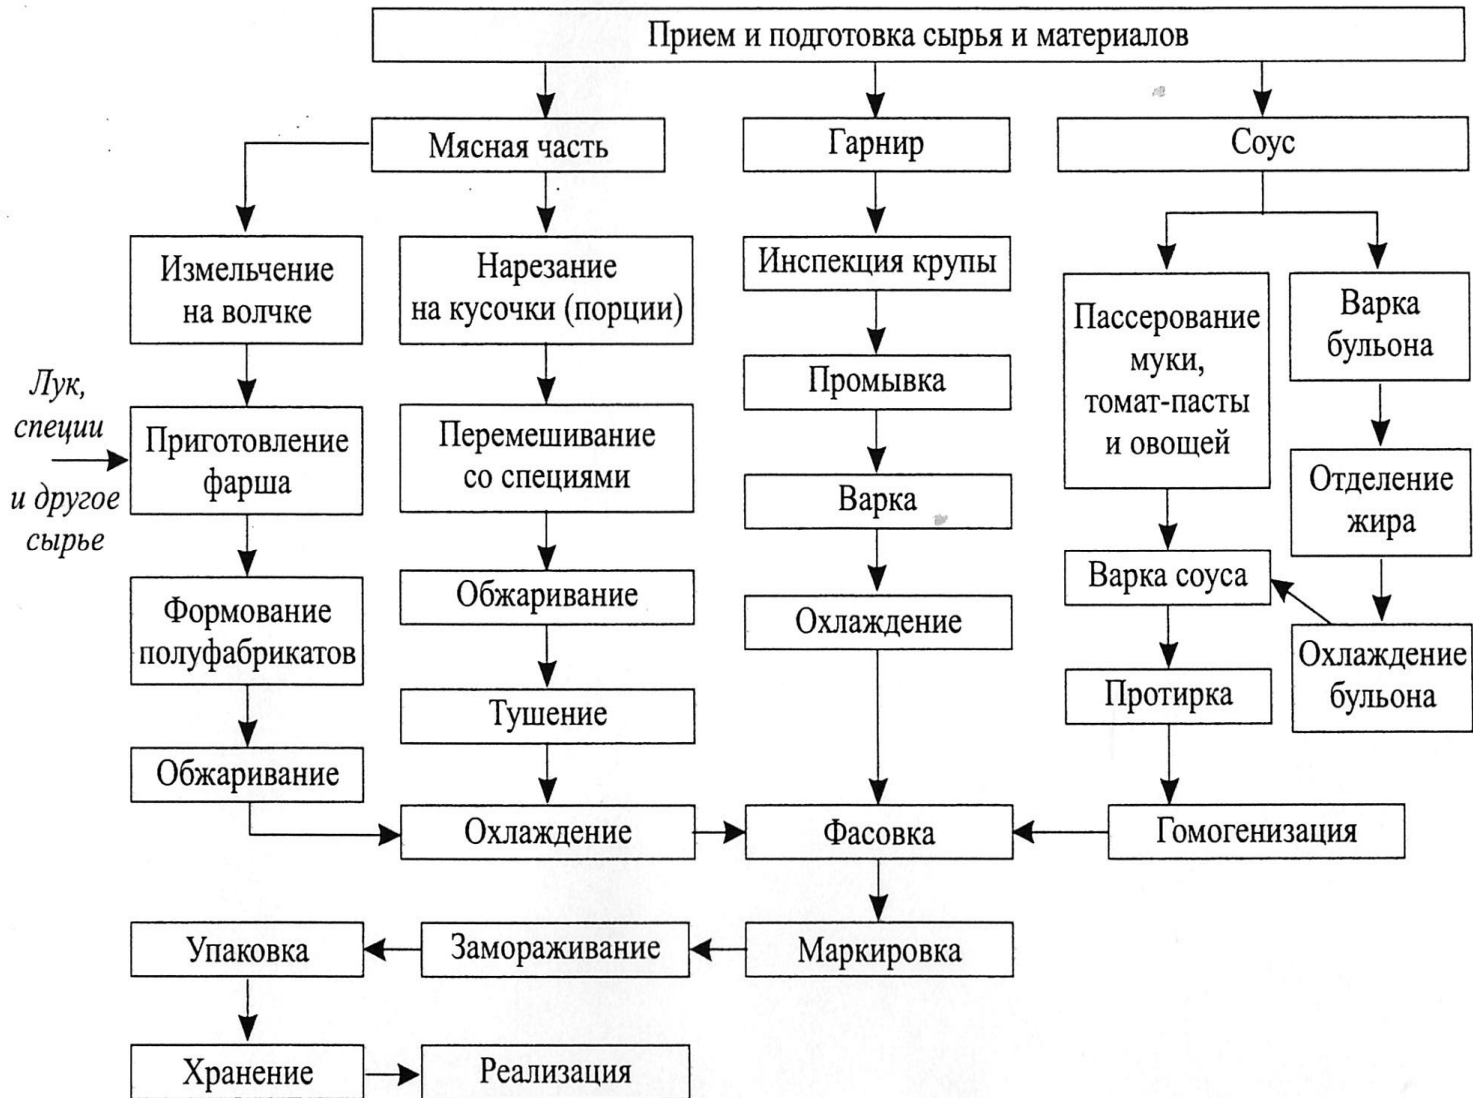 Прием и подготовка сырья и материалов
Мясная часть
Гарнир
Соус
Измельчение
на волчке
Нарезание
на кусочки (порции)
Инспекция крупы
Пассерование
муки,
томат-пасты
и овощей
Варка
бульона
Лук,
специи
и другое
сырье
Приготовление
фарша
Перемешивание
со специями
Промывка
Варка
Отделение
жира
Формование
полуфабрикатов
Обжаривание
Охлаждение
Варка соуса
Охлаждение
бульона
Обжаривание
Тушение
Протирка
Охлаждение
Фасовка
Гомогенизация
Упаковка
Замораживание
Маркировка
Хранение
Реализация